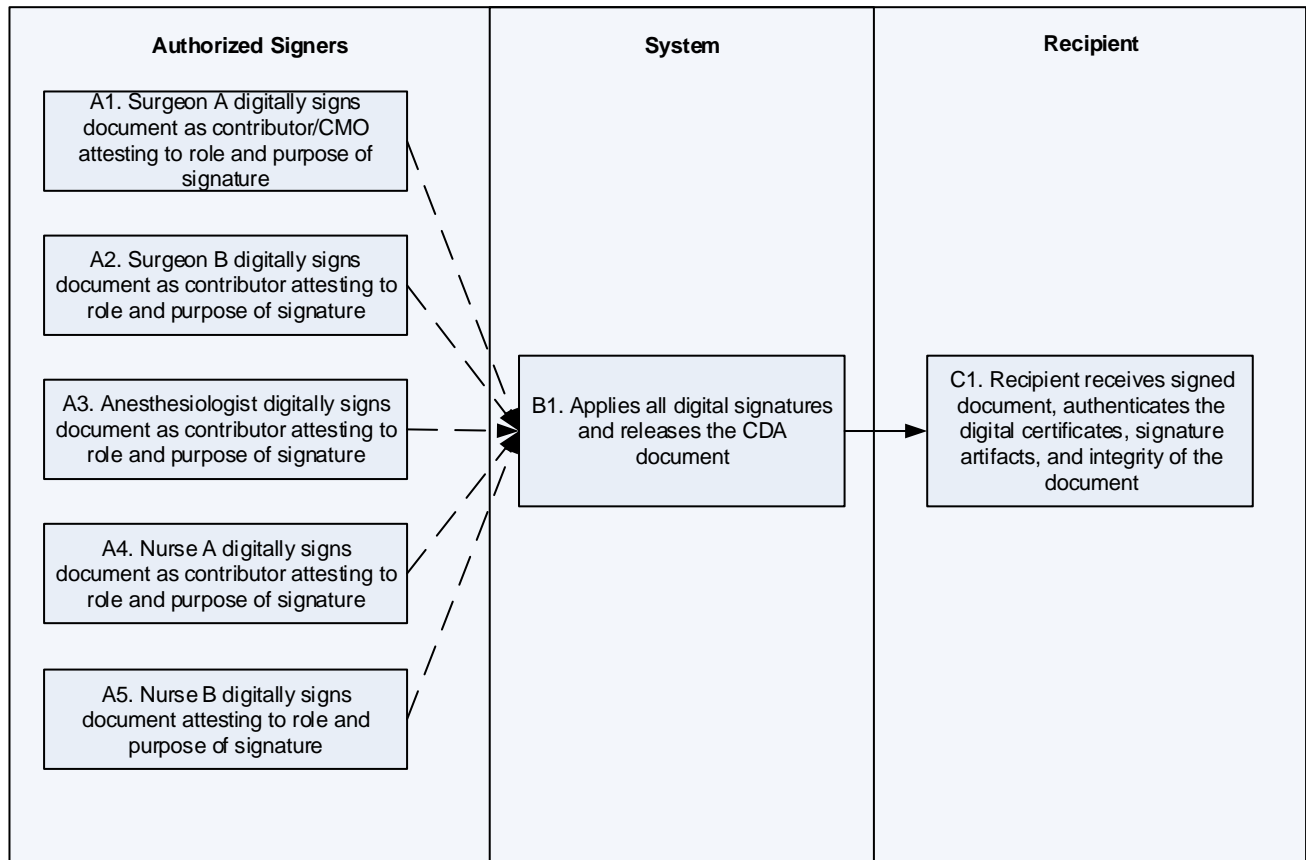 Authorized Signers
System
Recipient
A1. Surgeon A digitally signs
document as contributor/CMO
attesting to role and purpose of
signature
A2. Surgeon B digitally signs
document as contributor attesting to
role and purpose of signature
A3. Anesthesiologist digitally signs
document as contributor attesting to
role and purpose of signature
A4. Nurse A digitally signs
document as contributor attesting to
role and purpose of signature
A5. Nurse B digitally signs
document attesting to role and
purpose of signature
B1. Applies all digital signatures
and releases the CDA
document
C1. Recipient receives signed
document, authenticates the
digital certificates, signature
artifacts, and integrity of the
document